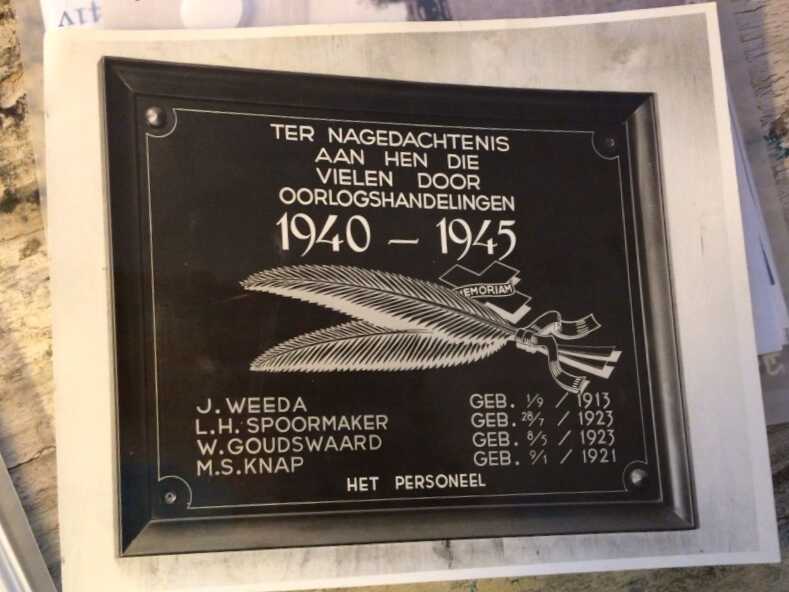 TER NAGEDACHTENIS
AAN HEN DIE
VIELEN DOOR
OORLOGSHANDELINGEN
1940 – 1945
MEMORIAM
J. WEEDA GEB. 1/9 / 1913
L.H. SPOORMAKER GEB. 28/7 / 1923
W. GOUDSWAARD GEB. 8/5 / 1923
M.S. KNAP GEB. 9/1 / 1921
HET PERSONEEL